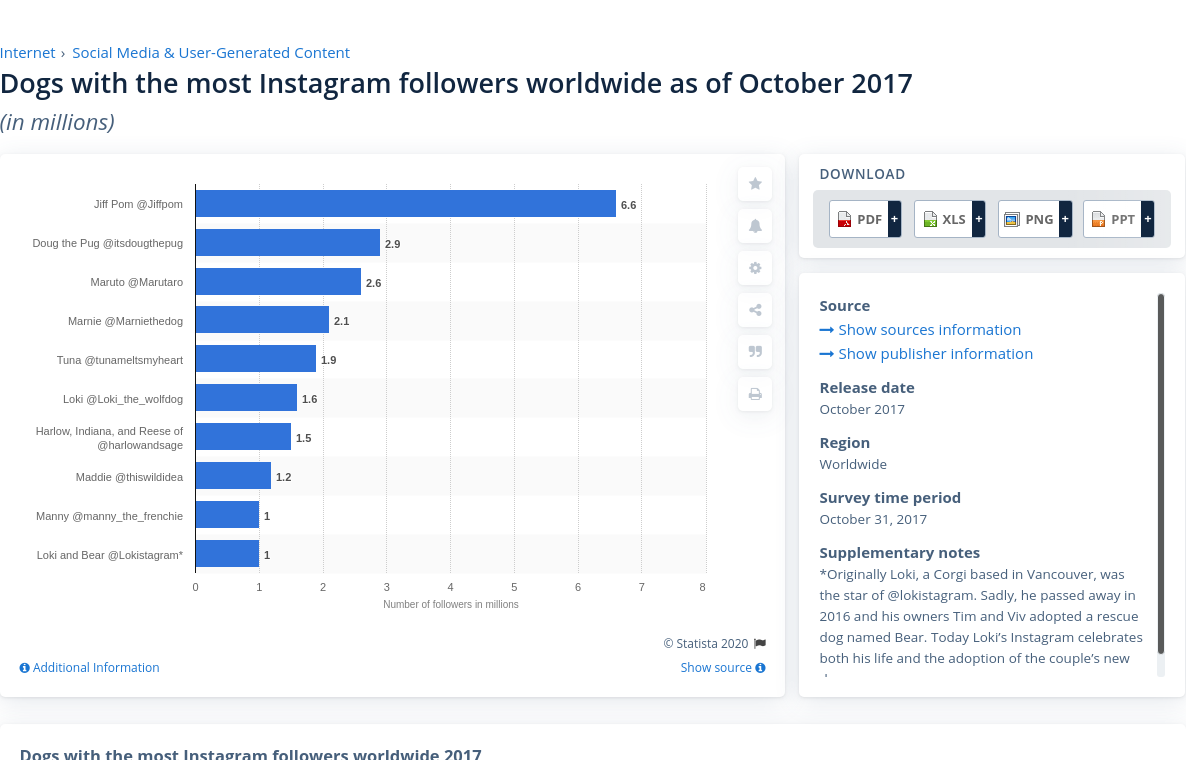 Internet › Social Media & User-Generated Content
Dogs with the most Instagram followers worldwide as of October 2017
(in millions)
Jiff Pom @Jiffpom
6.6
Doug the Pug @itsdougthepug
2.9
Maruto @Marutaro
2.6
Marnie @Marniethedog
2.1
Tuna @tunameltsmyheart
1.9
Loki @Loki_the_wolfdog
1.6
Harlow, Indiana, and Reese of
@harlowandsage
1.5
Maddie @thiswildidea
1.2
Manny @manny_the_frenchie
1
Loki and Bear @Lokistagram*
1
0 1 2 3 4 5 6 7 8
Number of followers in millions
© Statista 2020
Additional Information
Show source
DOWNLOAD
PDF + XLS + PNG + PPT +
Source
Show sources information
Show publisher information
Release date
October 2017
Region
Worldwide
Survey time period
October 31, 2017
Supplementary notes
*Originally Loki, a Corgi based in Vancouver, was
the star of @lokistagram. Sadly, he passed away in
2016 and his owners Tim and Viv adopted a rescue
dog named Bear. Today Loki's Instagram celebrates
both his life and the adoption of the couple's new
Dogs with the most Instagram followers worldwide 2017